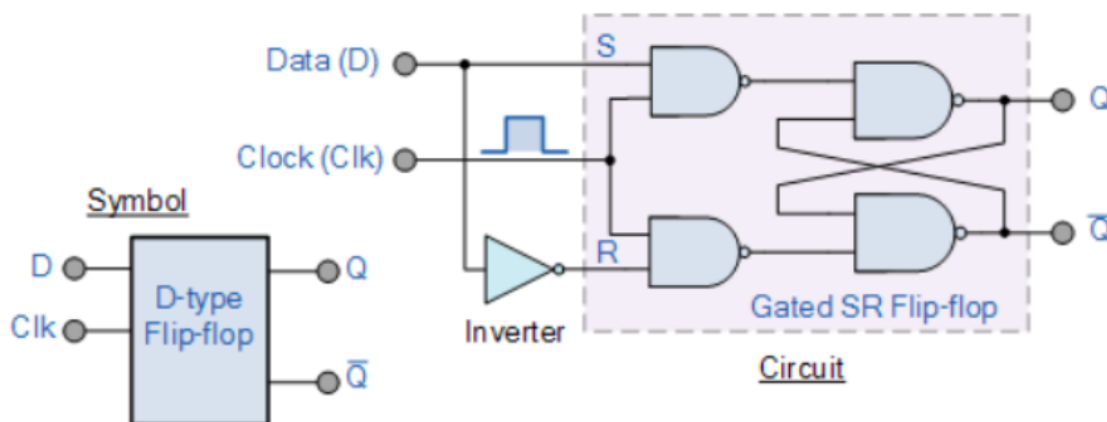 Data (D)
S
Q
Clock (Clk)
Symbol
D
Q
D-type
Flip-flop
Clk
Q̅
R
Inverter
Gated SR Flip-flop
Q̅
Circuit